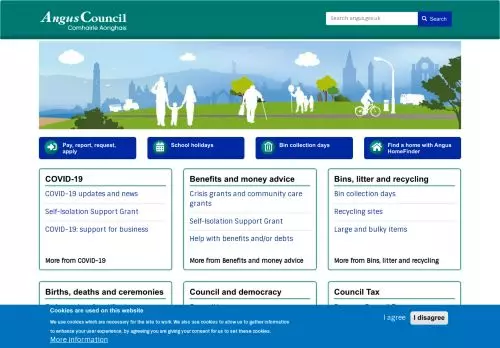 Angus Council
Comhairle Aonghais
Search angus.gov.uk
Search
Pay, report, request,
apply
School holidays
Bin collection days
Find a home with Angus
HomeFinder
COVID-19
COVID-19 updates and news
Self-Isolation Support Grant
COVID-19: support for business
More from COVID-19
Benefits and money advice
Crisis grants and community care
grants
Self-Isolation Support Grant
Help with benefits and/or debts
More from Benefits and money advice
Bins, litter and recycling
Bin collection days
Recycling sites
Large and bulky items
More from Bins, litter and recycling
Births, deaths and ceremonies
Council and democracy
Council Tax
Cookies are used on this website
We use cookies which are necessary for the site to work. We also use cookies to allow us to gather information
to enhance your user experience, by agreeing you are giving your consent for us to set these cookies.
More information
I agree
I disagree